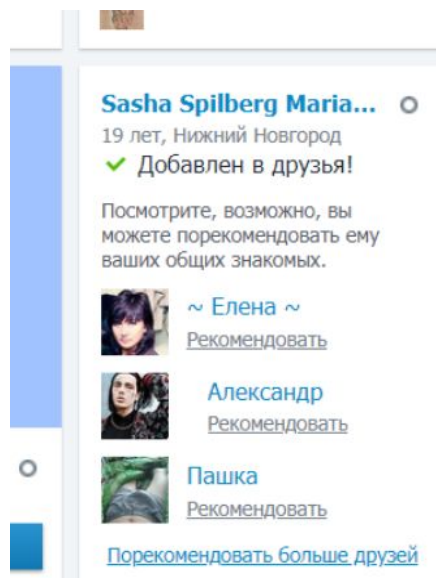 Sasha Spilberg Maria...
19 лет, Нижний Новгород
Добавлен в друзья!
Посмотрите, возможно, вы
можете порекомендовать ему
ваших общих знакомых.
~ Елена ~
Рекомендовать
Александр
Рекомендовать
Пашка
Рекомендовать
Порекомендовать больше друзей